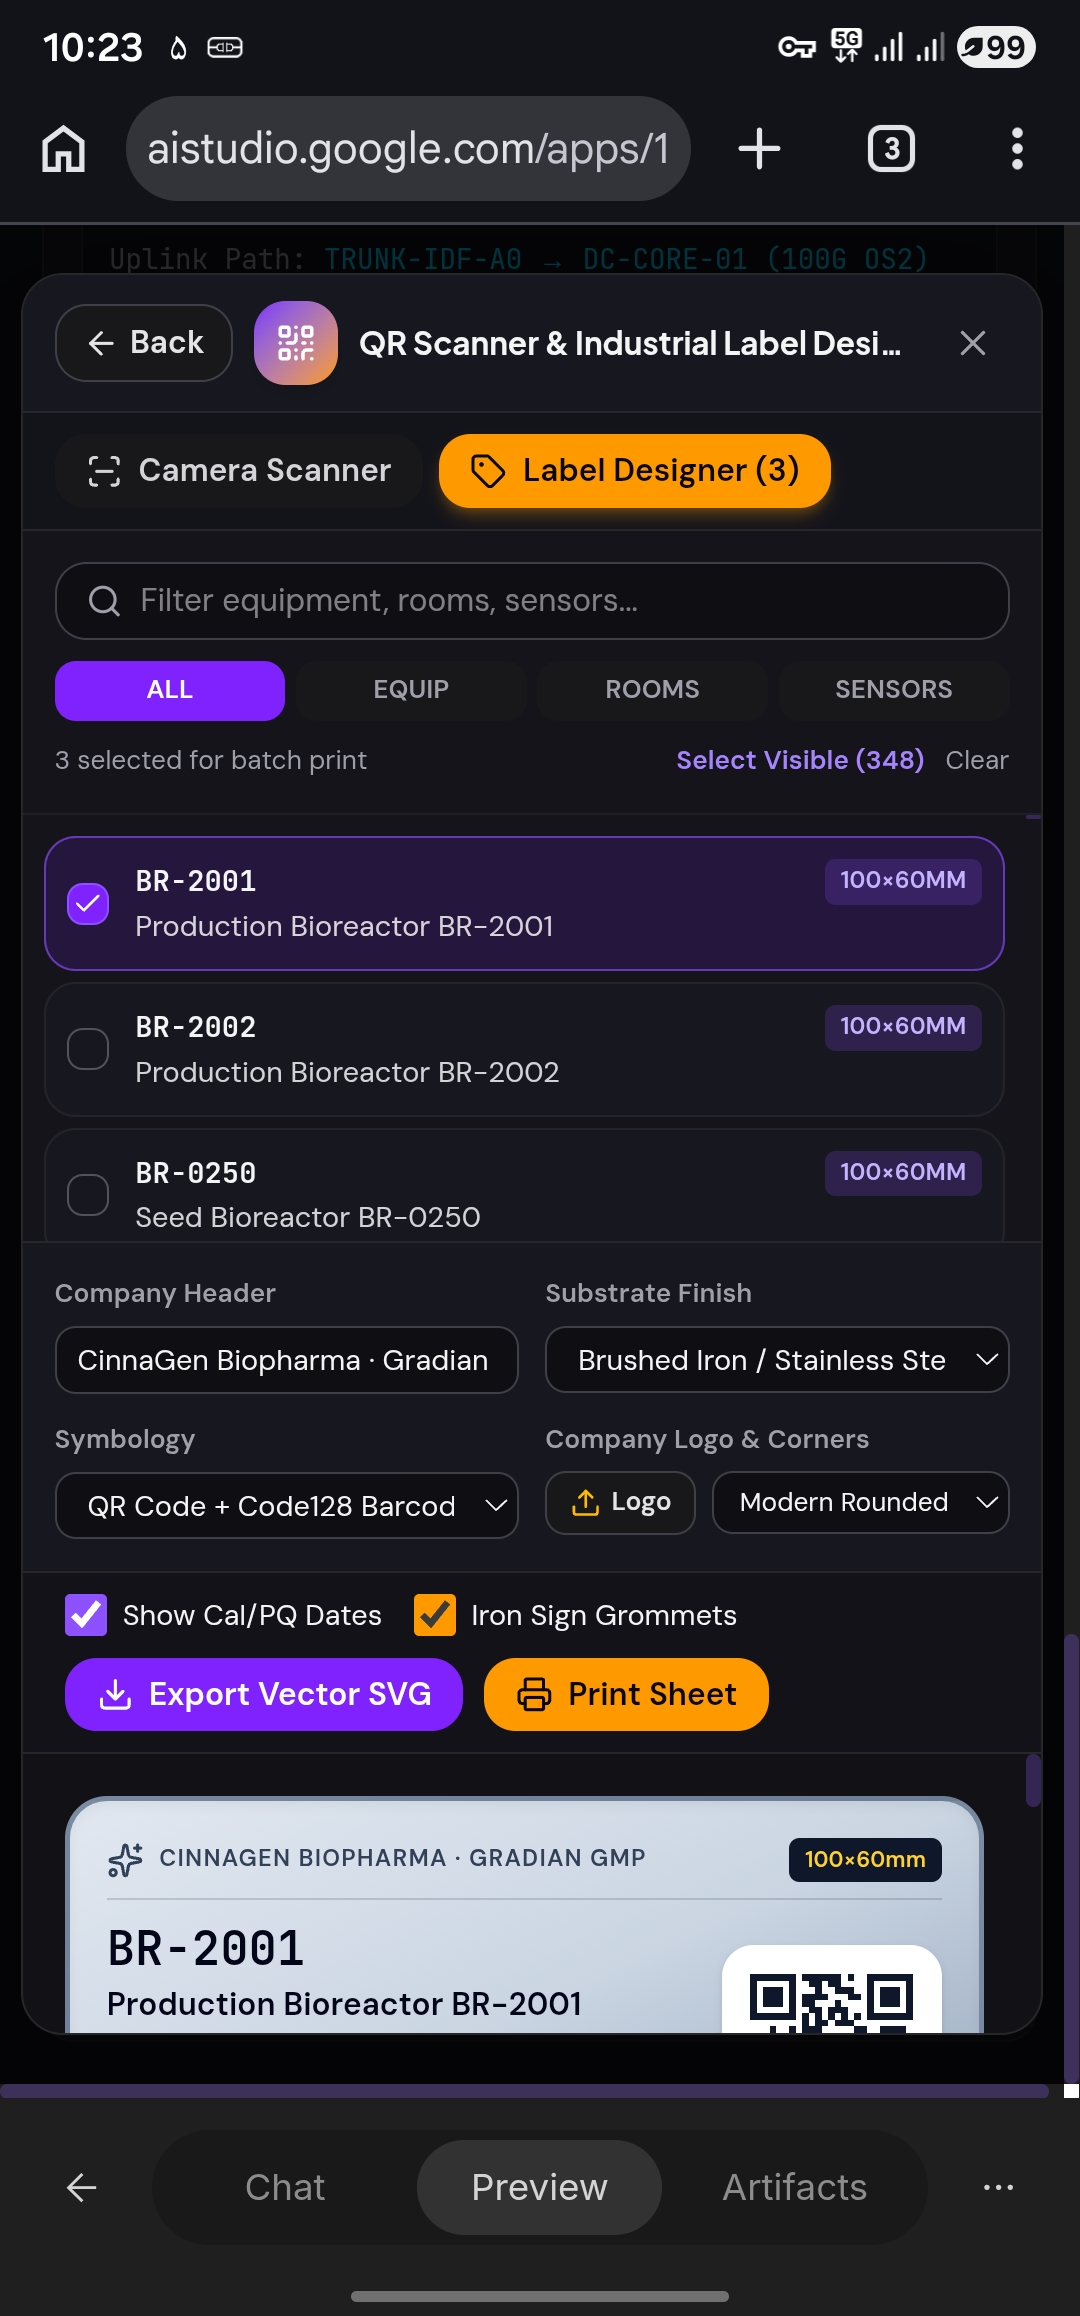 10:23
5G
99
aistudio.google.com/apps/1
3
Uplink Path: TRUNK-IDF-A0 → DC-CORE-01 (100G OS2)
← Back
QR Scanner & Industrial Label Desi...
Camera Scanner
Label Designer (3)
Filter equipment, rooms, sensors...
ALL
EQUIP
ROOMS
SENSORS
3 selected for batch print
Select Visible (348)
Clear
BR-2001
100×60MM
Production Bioreactor BR-2001
BR-2002
100×60MM
Production Bioreactor BR-2002
BR-0250
100×60MM
Seed Bioreactor BR-0250
Company Header
Substrate Finish
CinnaGen Biopharma · Gradian
Brushed Iron / Stainless Ste
Symbology
Company Logo & Corners
QR Code + Code128 Barcod
Logo
Modern Rounded
Show Cal/PQ Dates
Iron Sign Grommets
Export Vector SVG
Print Sheet
CINNAGEN BIOPHARMA · GRADIAN GMP
100×60mm
BR-2001
Production Bioreactor BR-2001
Chat
Preview
Artifacts